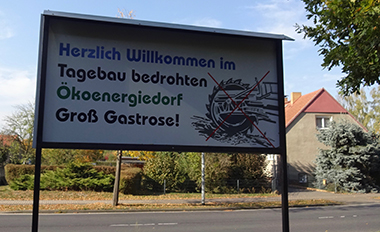 Herzlich Willkommen im
Tagebau bedrohten
Ökoenergiedorf
Groß Gastrose!